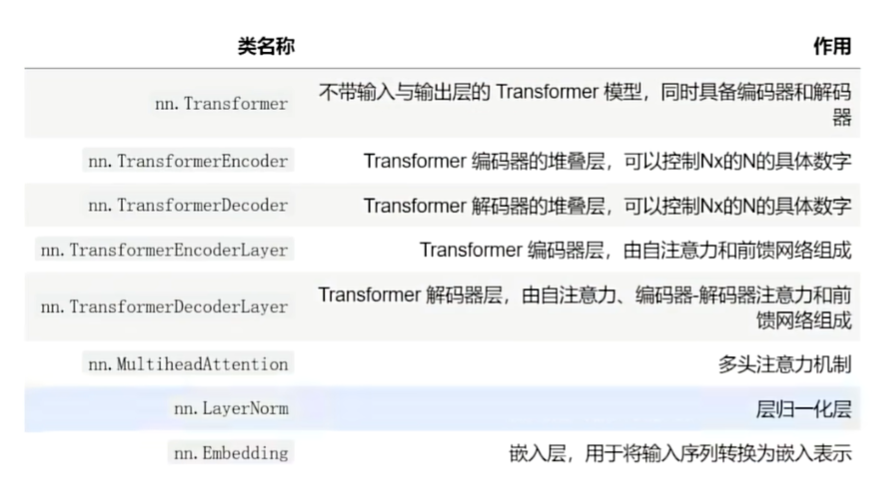 类名称 作用
nn.Transformer 不带输入与输出层的 Transformer 模型，同时具备编码器和解码
器
nn.TransformerEncoder Transformer 编码器的堆叠层，可以控制Nx的N的具体数字
nn.TransformerDecoder Transformer 解码器的堆叠层，可以控制Nx的N的具体数字
nn.TransformerEncoderLayer Transformer 编码器层，由自注意力和前馈网络组成
nn.TransformerDecoderLayer Transformer 解码器层，由自注意力、编码器-解码器注意力和前
馈网络组成
nn.MultiheadAttention 多头注意力机制
nn.LayerNorm 层归一化层
nn.Embedding 嵌入层，用于将输入序列转换为嵌入表示